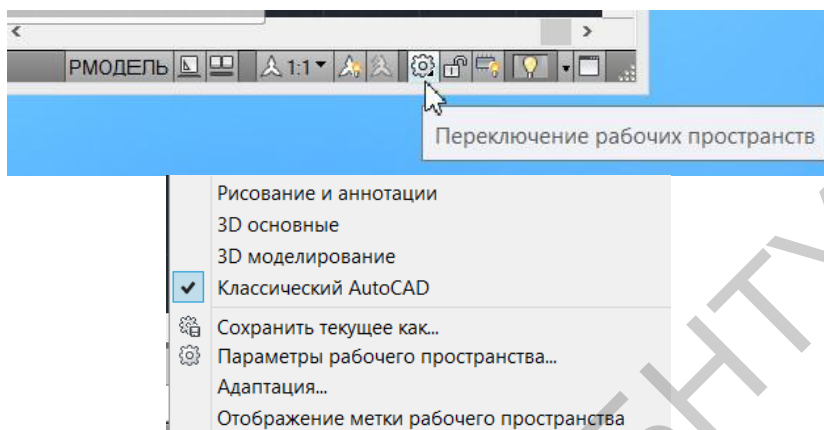 РМОДЕЛЬ 1:1
Переключение рабочих пространств
Рисование и аннотации
3D основные
3D моделирование
Классический AutoCAD
Сохранить текущее как...
Параметры рабочего пространства...
Адаптация...
Отображение метки рабочего пространства